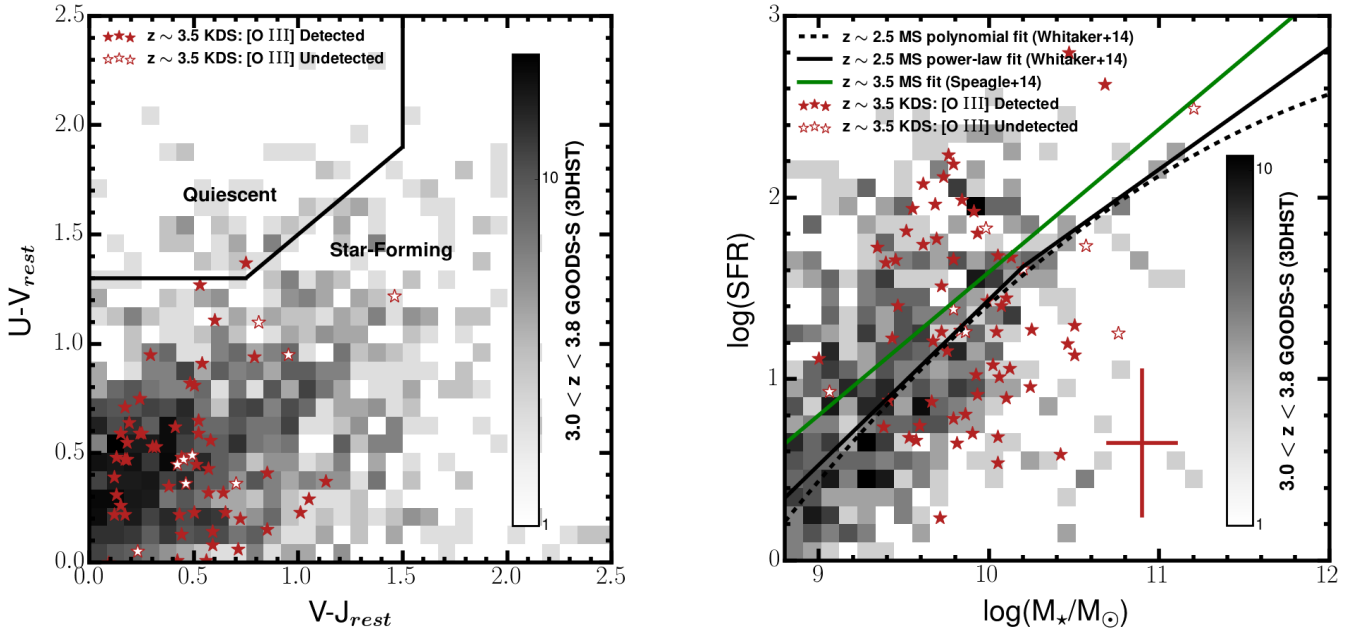 z ∼ 3.5 KDS: [O III] Detected
z ∼ 3.5 KDS: [O III] Undetected
Quiescent
Star-Forming
U-V_rest
2.5
2.0
1.5
1.0
0.5
0.0
0.0 0.5 1.0 1.5 2.0 2.5
V-J_rest
10
1
3.0 < z < 3.8 GOODS-S (3DHST)
z ∼ 2.5 MS polynomial fit (Whitaker+14)
z ∼ 2.5 MS power-law fit (Whitaker+14)
z ∼ 3.5 MS fit (Speagle+14)
z ∼ 3.5 KDS: [O III] Detected
z ∼ 3.5 KDS: [O III] Undetected
log(SFR)
3
2
1
0
9 10 11 12
log(M⋆/M⊙)
10
1
3.0 < z < 3.8 GOODS-S (3DHST)